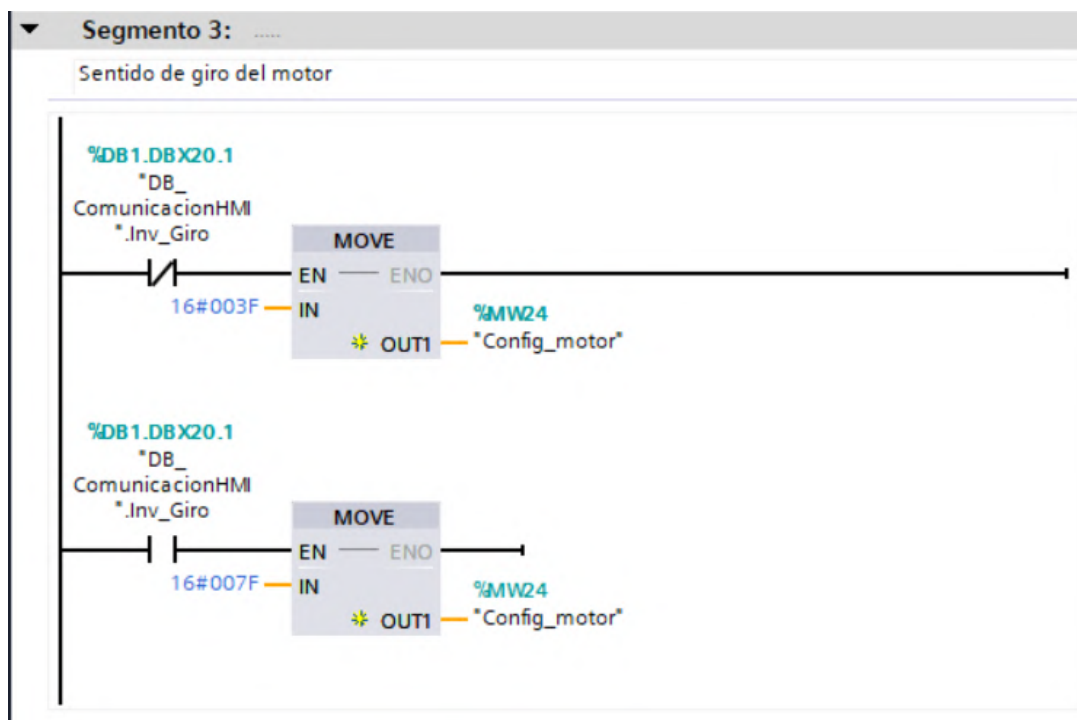 Segmento 3: .....
Sentido de giro del motor
%DB1.DBX20.1
"DB_
ComunicacionHMI
".Inv_Giro
MOVE
EN ENO
16#003F IN
%MW24
OUT1 "Config_motor"
%DB1.DBX20.1
"DB_
ComunicacionHMI
".Inv_Giro
MOVE
EN ENO
16#007F IN
%MW24
OUT1 "Config_motor"